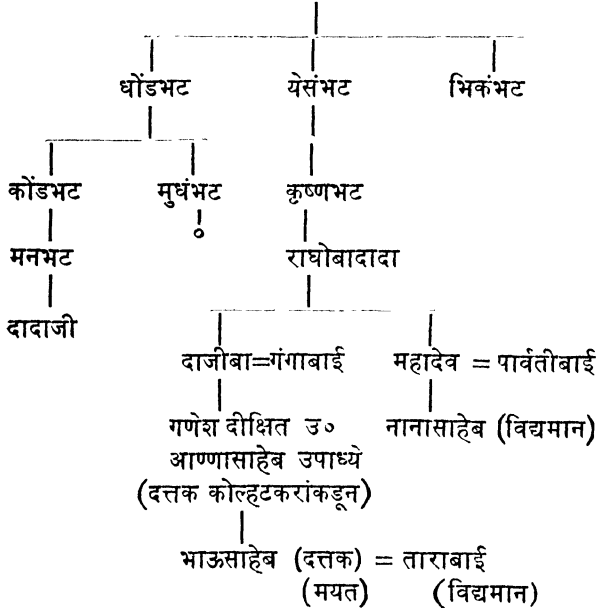 धोंडभट येसंभट भिकंभट
कोंडभट मुधंभट कृष्णभट
०
मनभट राघोबादादा
दादाजी
दाजीबा=गंगाबाई महादेव = पार्वतीबाई
गणेश दीक्षित उ० नानासाहेब (विद्यमान)
आण्णासाहेब उपाध्ये
(दत्तक कोल्हटकरांकडून)
भाऊसाहेब (दत्तक) = ताराबाई
(मयत) (विद्यमान)